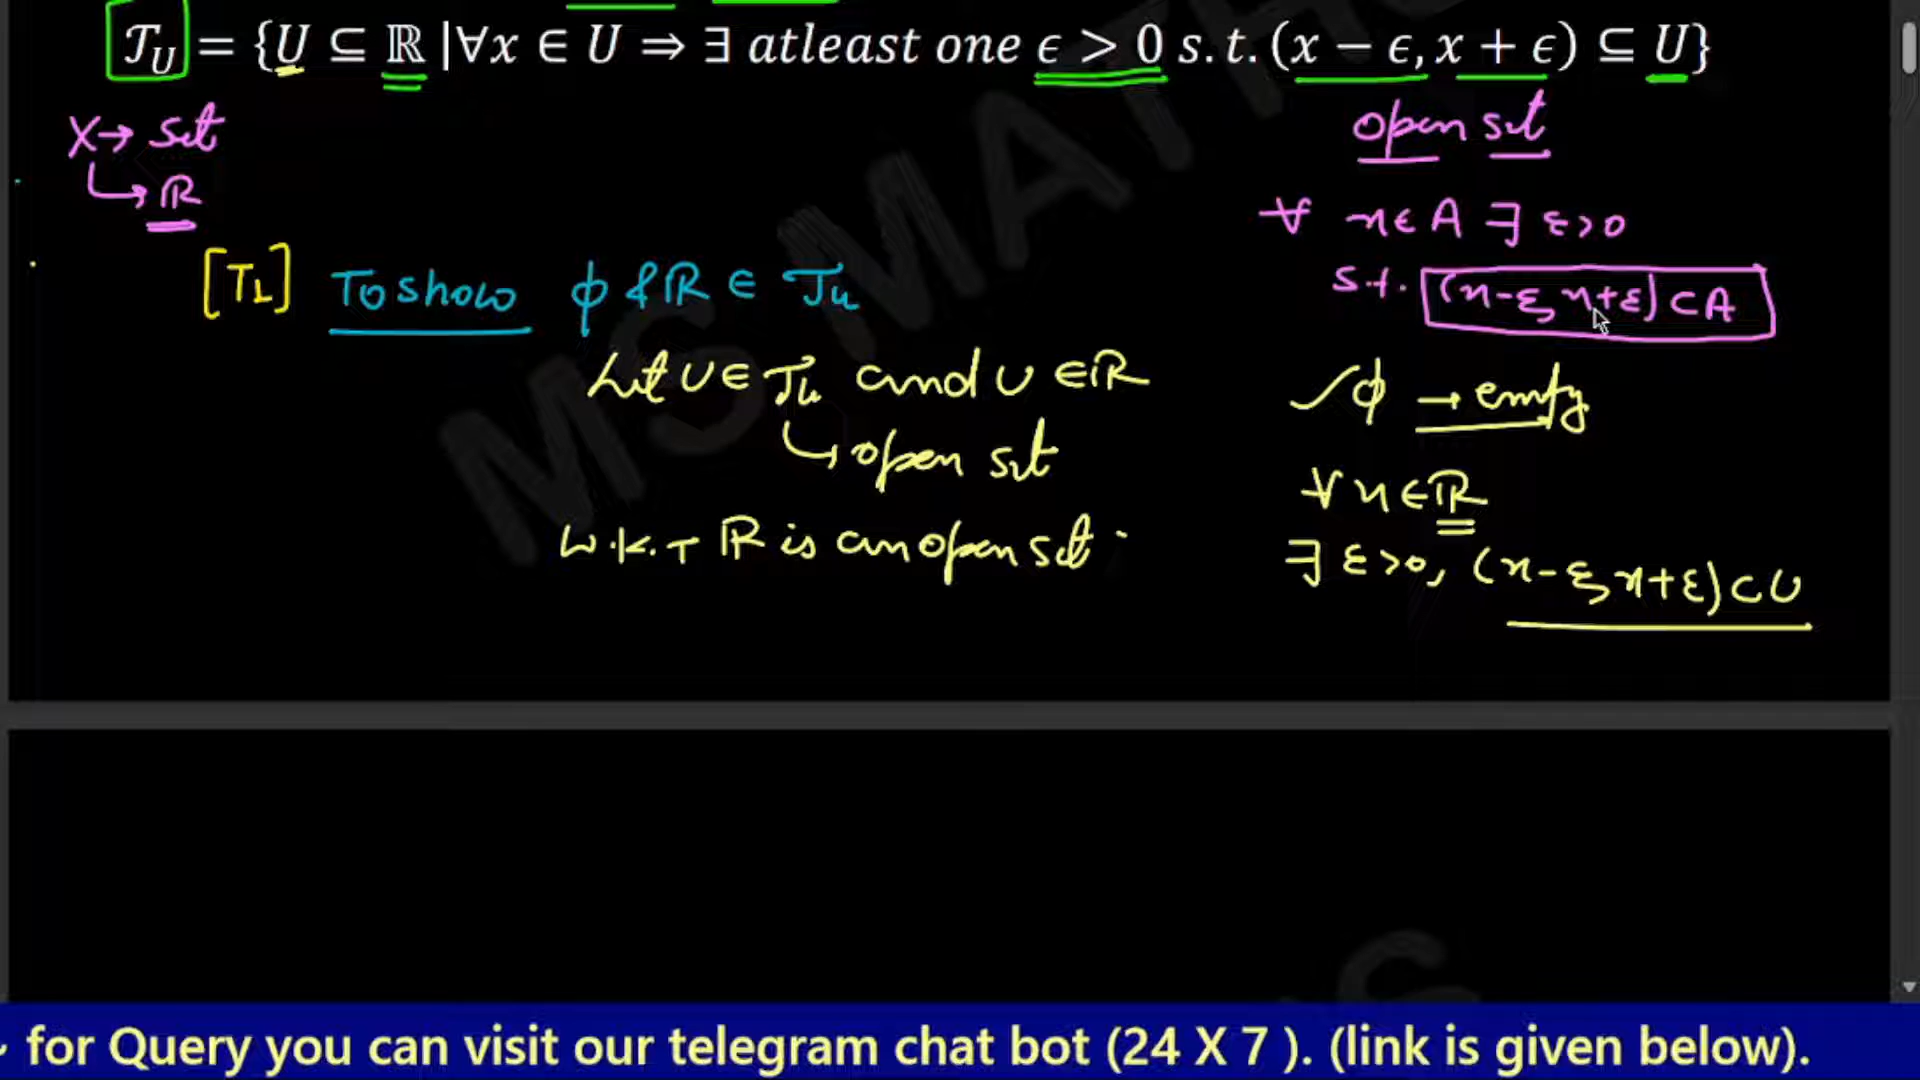 𝒯_U = {U ⊆ ℝ |∀x ∈ U ⇒ ∃ atleast one ϵ > 0 s.t. (x − ϵ, x + ϵ) ⊆ U}
X → Set
↳ ℝ
open set
∀ x ∈ A ∃ ε>0
s.t. (x-ε, x+ε) ⊂ A
[T1] To show ϕ & ℝ ∈ 𝒯u
Let U ∈ 𝒯u and U ∈ ℝ
↳ open set
W.K.T ℝ is an open set.
✓ϕ → empty
∀ x ∈ ℝ
∃ ε>0, (x-ε, x+ε) ⊂ U
MS MATHS
for Query you can visit our telegram chat bot (24 X 7 ). (link is given below).